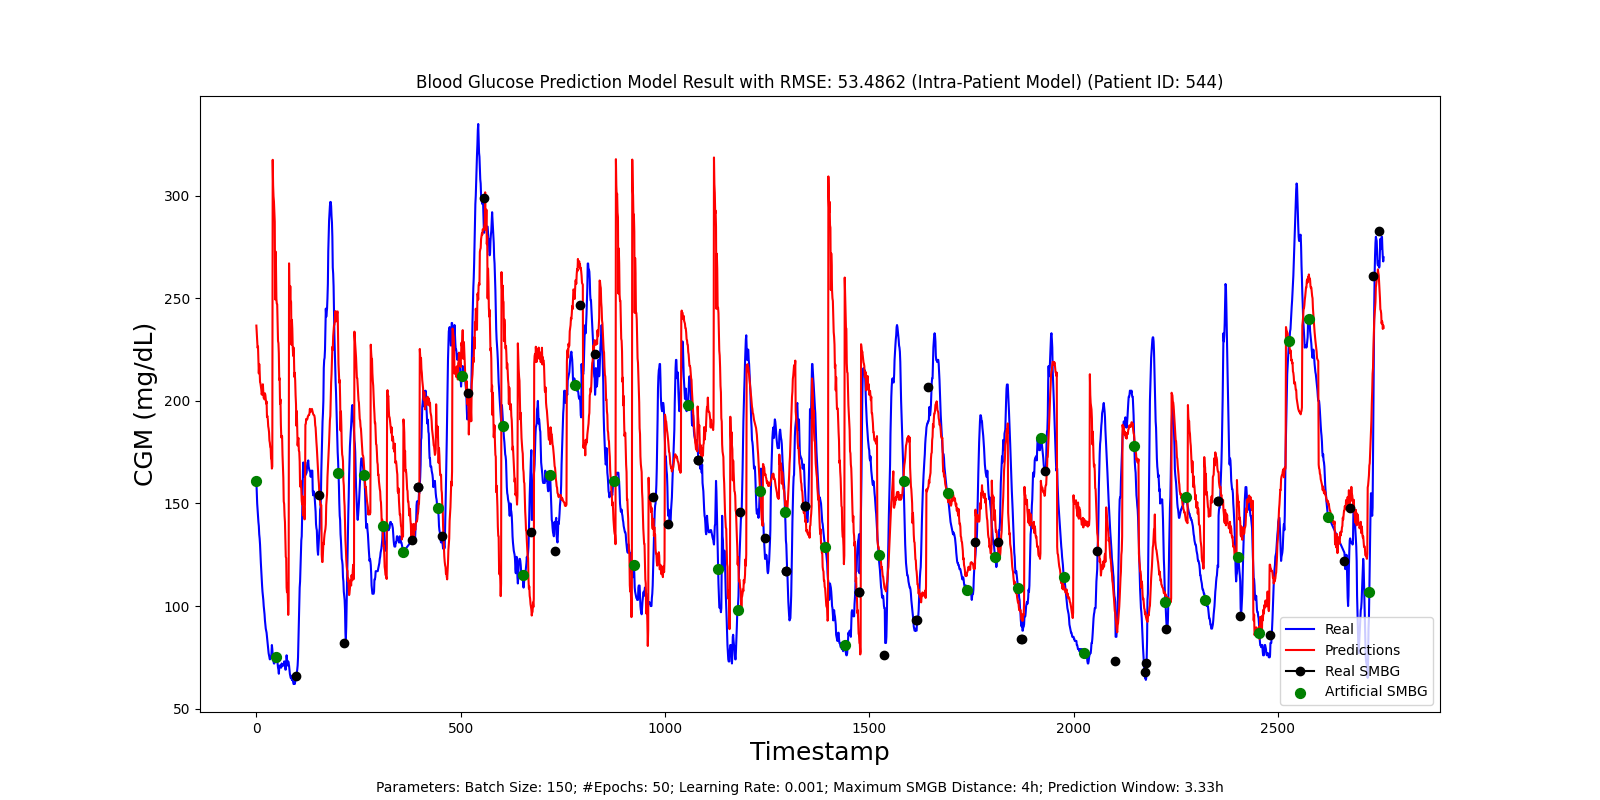 Blood Glucose Prediction Model Result with RMSE: 53.4862 (Intra-Patient Model) (Patient ID: 544)
CGM (mg/dL)
300
250
200
150
100
50
0
500
1000
1500
2000
2500
Real
Predictions
Real SMBG
Artificial SMBG
Timestamp
Parameters: Batch Size: 150; #Epochs: 50; Learning Rate: 0.001; Maximum SMGB Distance: 4h; Prediction Window: 3.33h